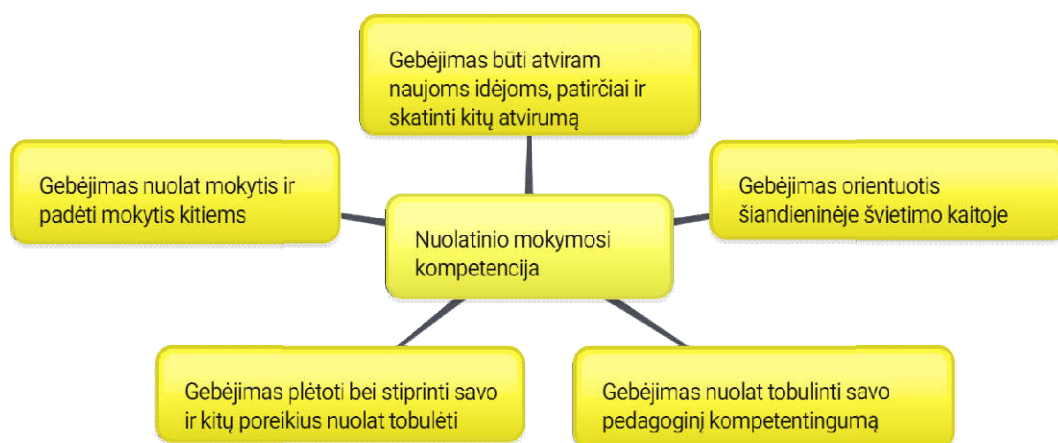 Gebėjimas būti atviram
naujoms idėjoms, patirčiai ir
skatinti kitų atvirumą
Gebėjimas nuolat mokytis ir
padėti mokytis kitiems
Gebėjimas orientuotis
šiandieninėje švietimo kaitoje
Nuolatinio mokymosi
kompetencija
Gebėjimas plėtoti bei stiprinti savo
ir kitų poreikius nuolat tobulėti
Gebėjimas nuolat tobulinti savo
pedagoginį kompetentingumą